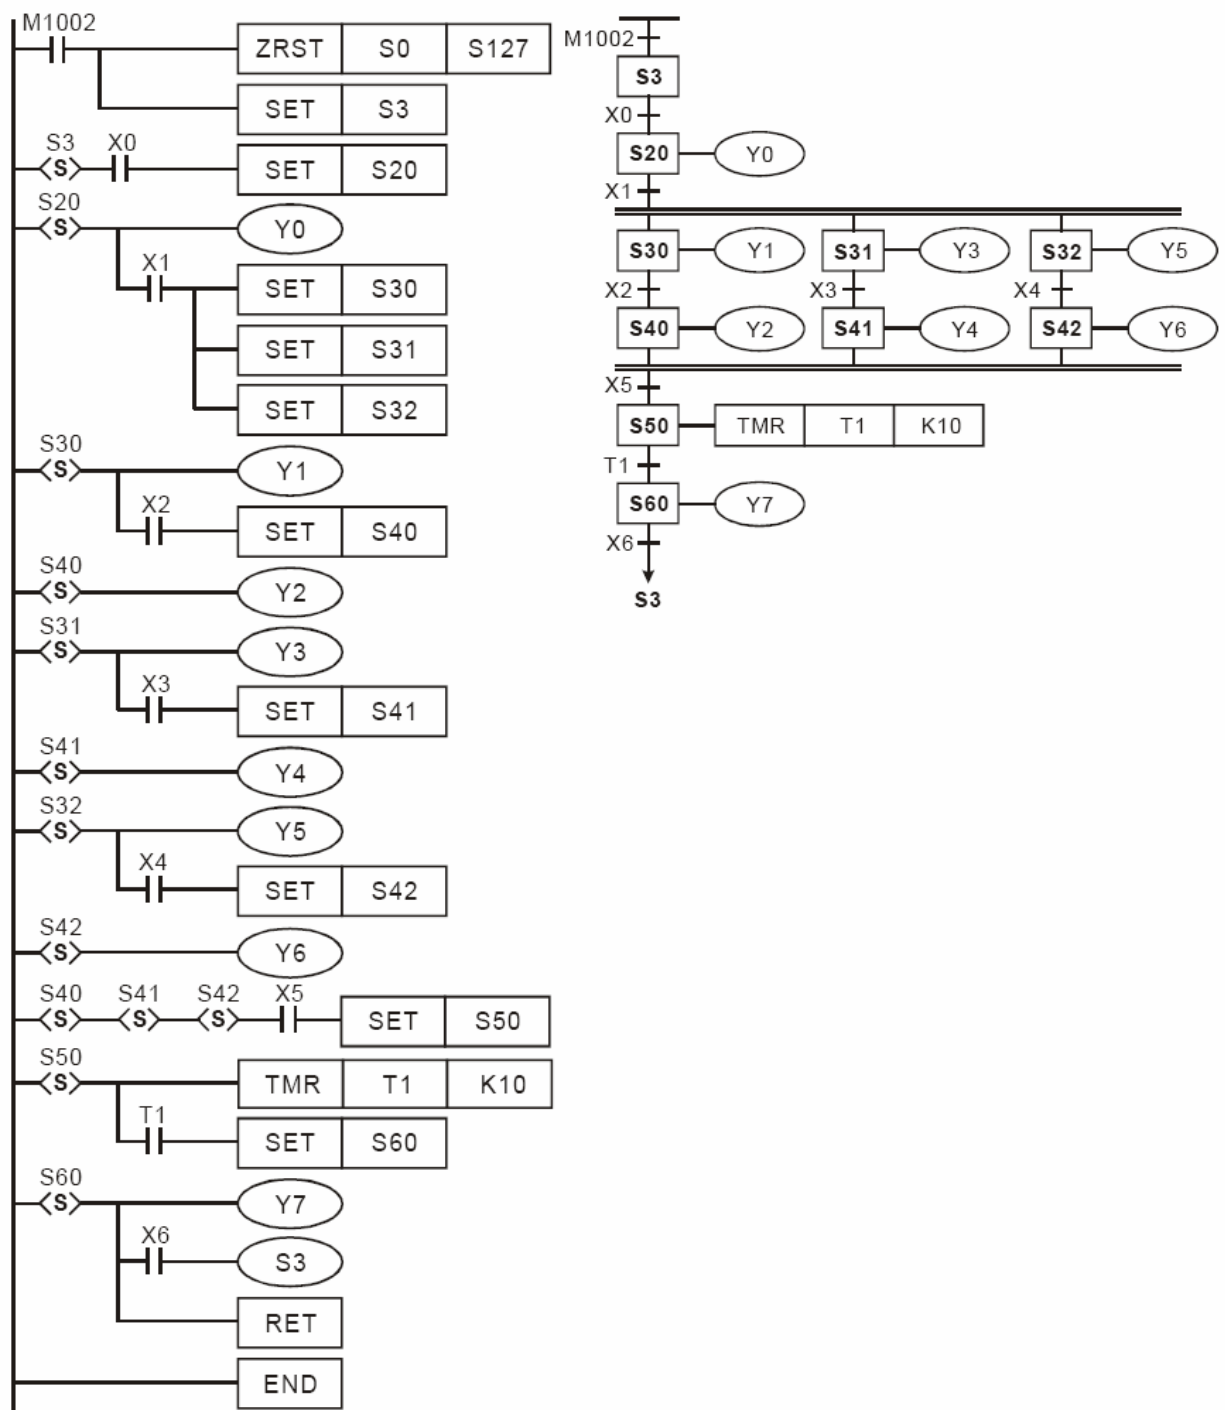 M1002
ZRST S0 S127
SET S3
S3 X0
S SET S20
S20
S Y0
X1
SET S30
SET S31
SET S32
S30
S Y1
X2
SET S40
S40
S Y2
S31
S Y3
X3
SET S41
S41
S Y4
S32
S Y5
X4
SET S42
S42
S Y6
S40 S41 S42 X5
S S S SET S50
S50
S TMR T1 K10
T1
SET S60
S60
S Y7
X6
S3
RET
END
M1002
S3
X0
S20 Y0
X1
S30 Y1 S31 Y3 S32 Y5
X2 X3 X4
S40 Y2 S41 Y4 S42 Y6
X5
S50 TMR T1 K10
T1
S60 Y7
X6
S3